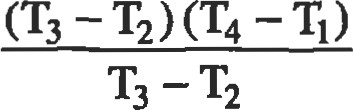 (T₃ − T₂)(T₄ − T₁)
T₃ − T₂